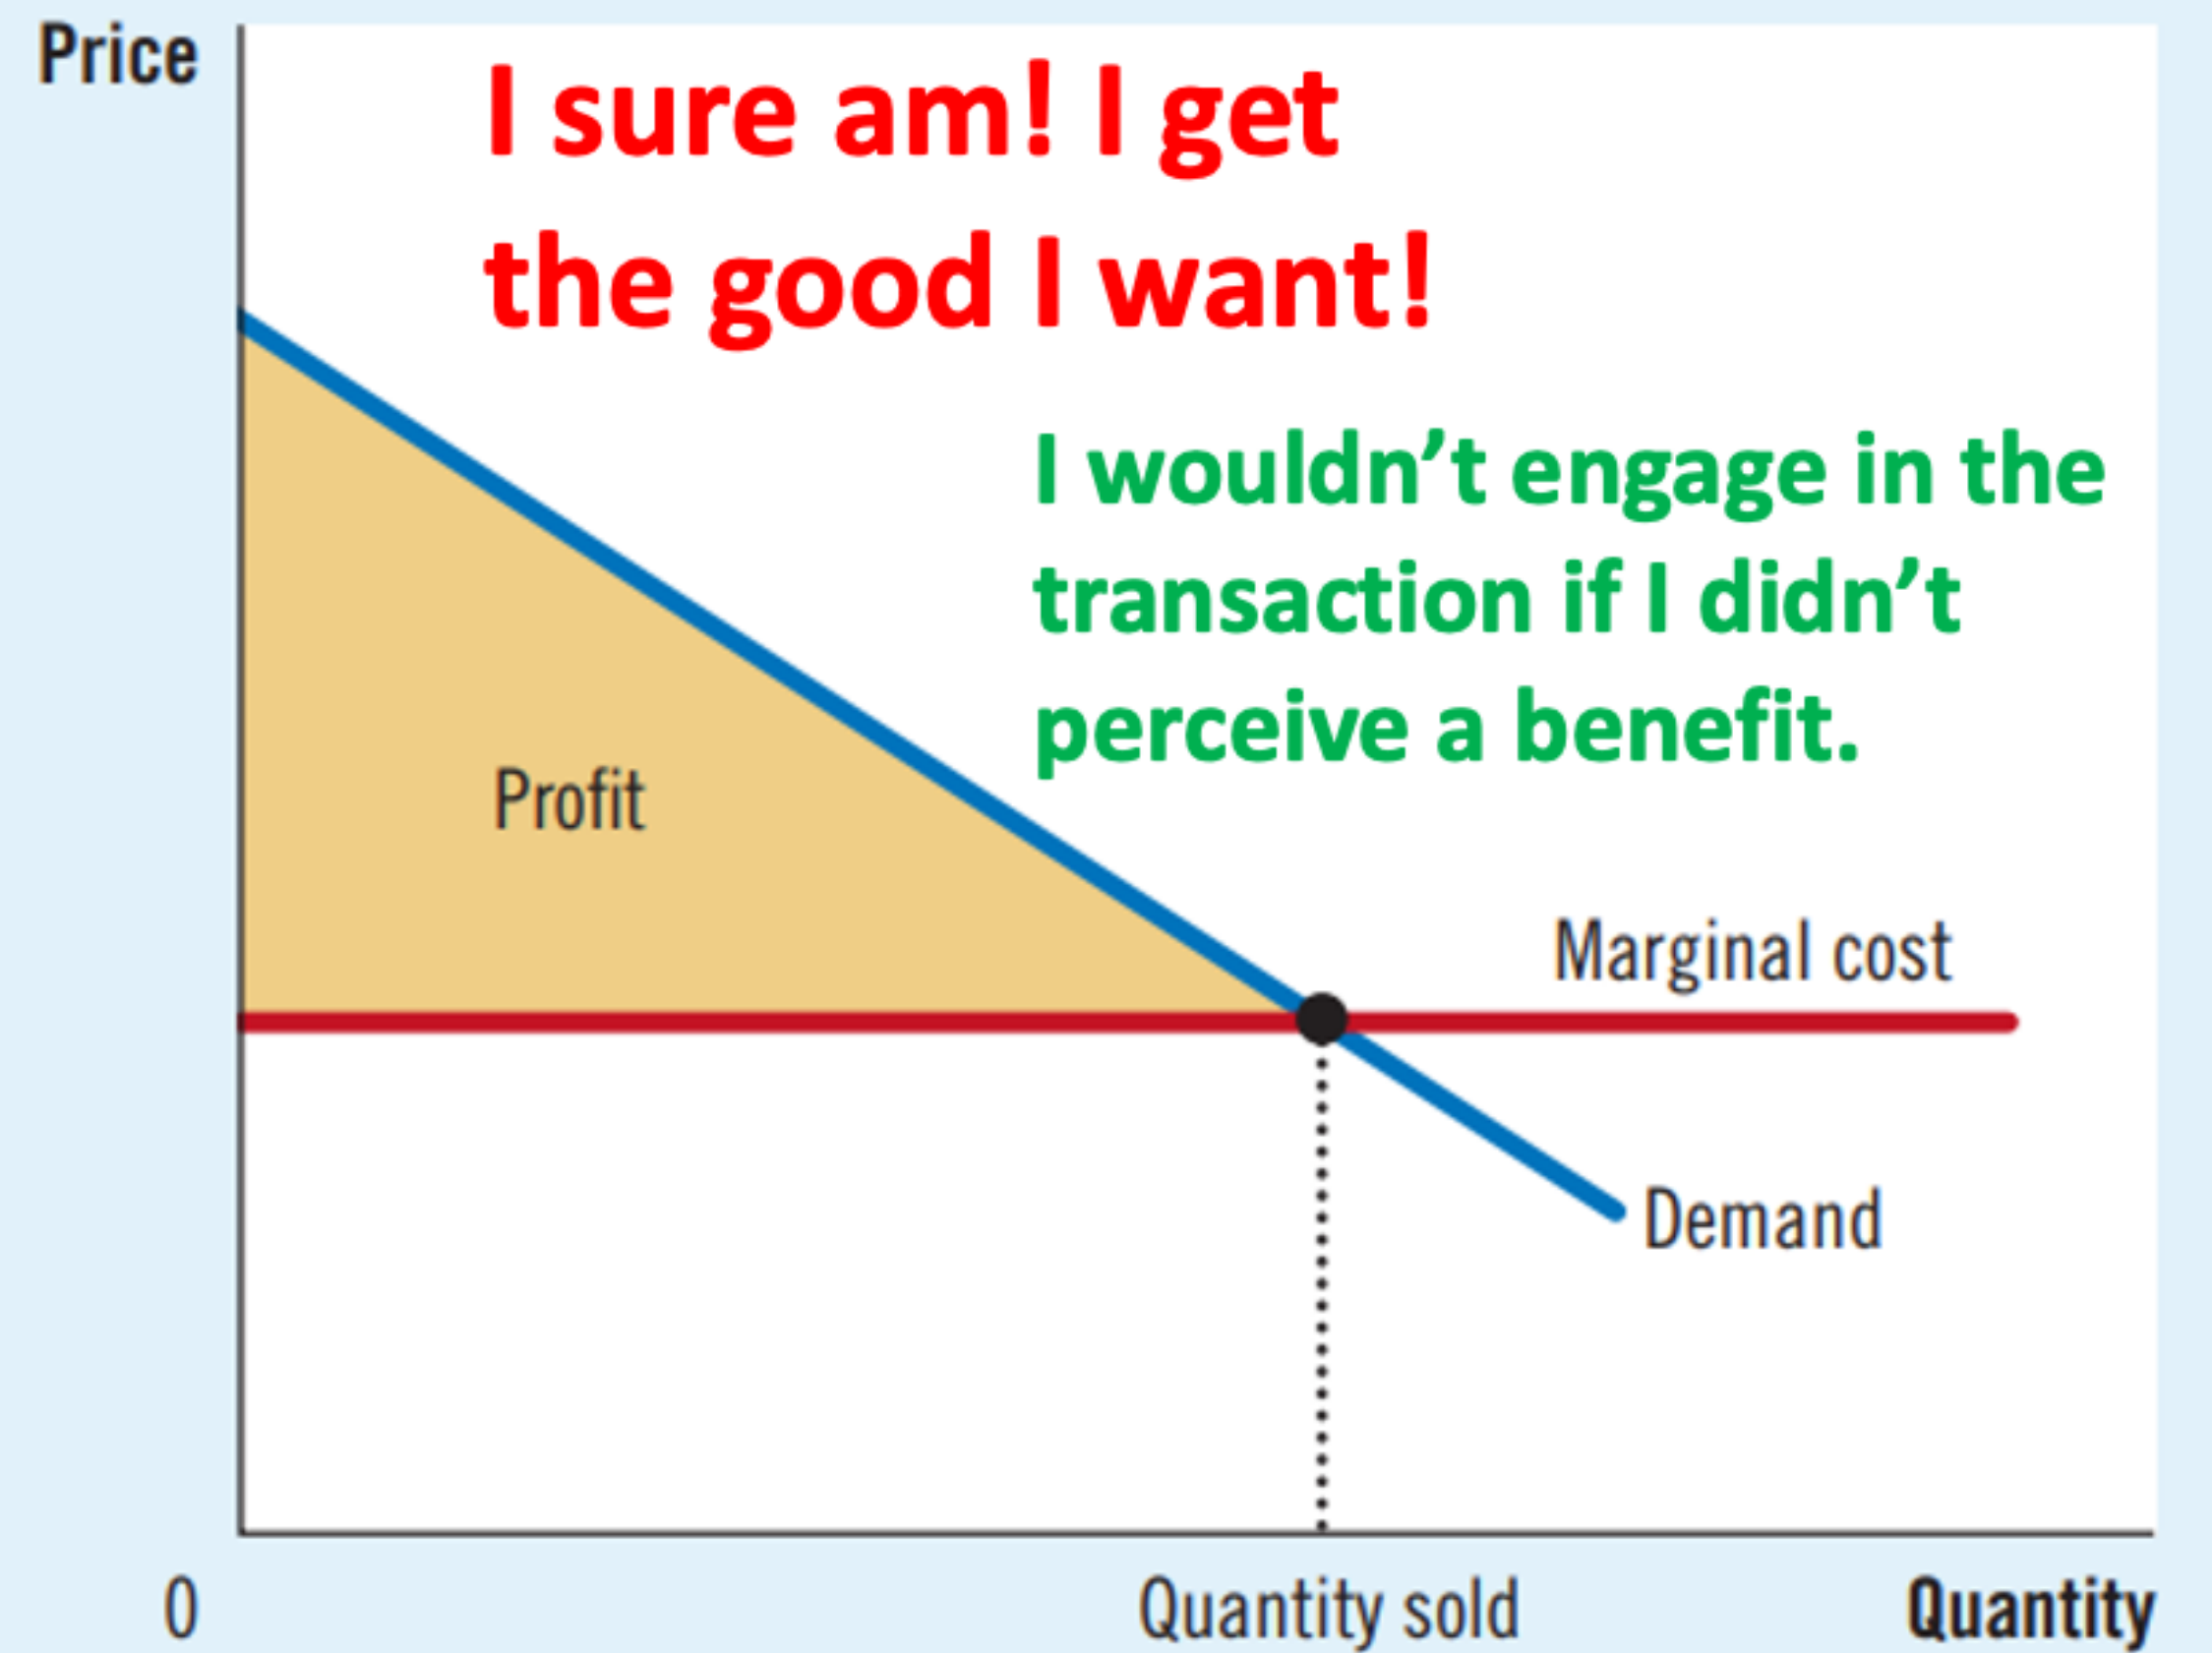 Price
I sure am! I get
the good I want!
I wouldn’t engage in the
transaction if I didn’t
perceive a benefit.
Profit
Marginal cost
Demand
0
Quantity sold
Quantity